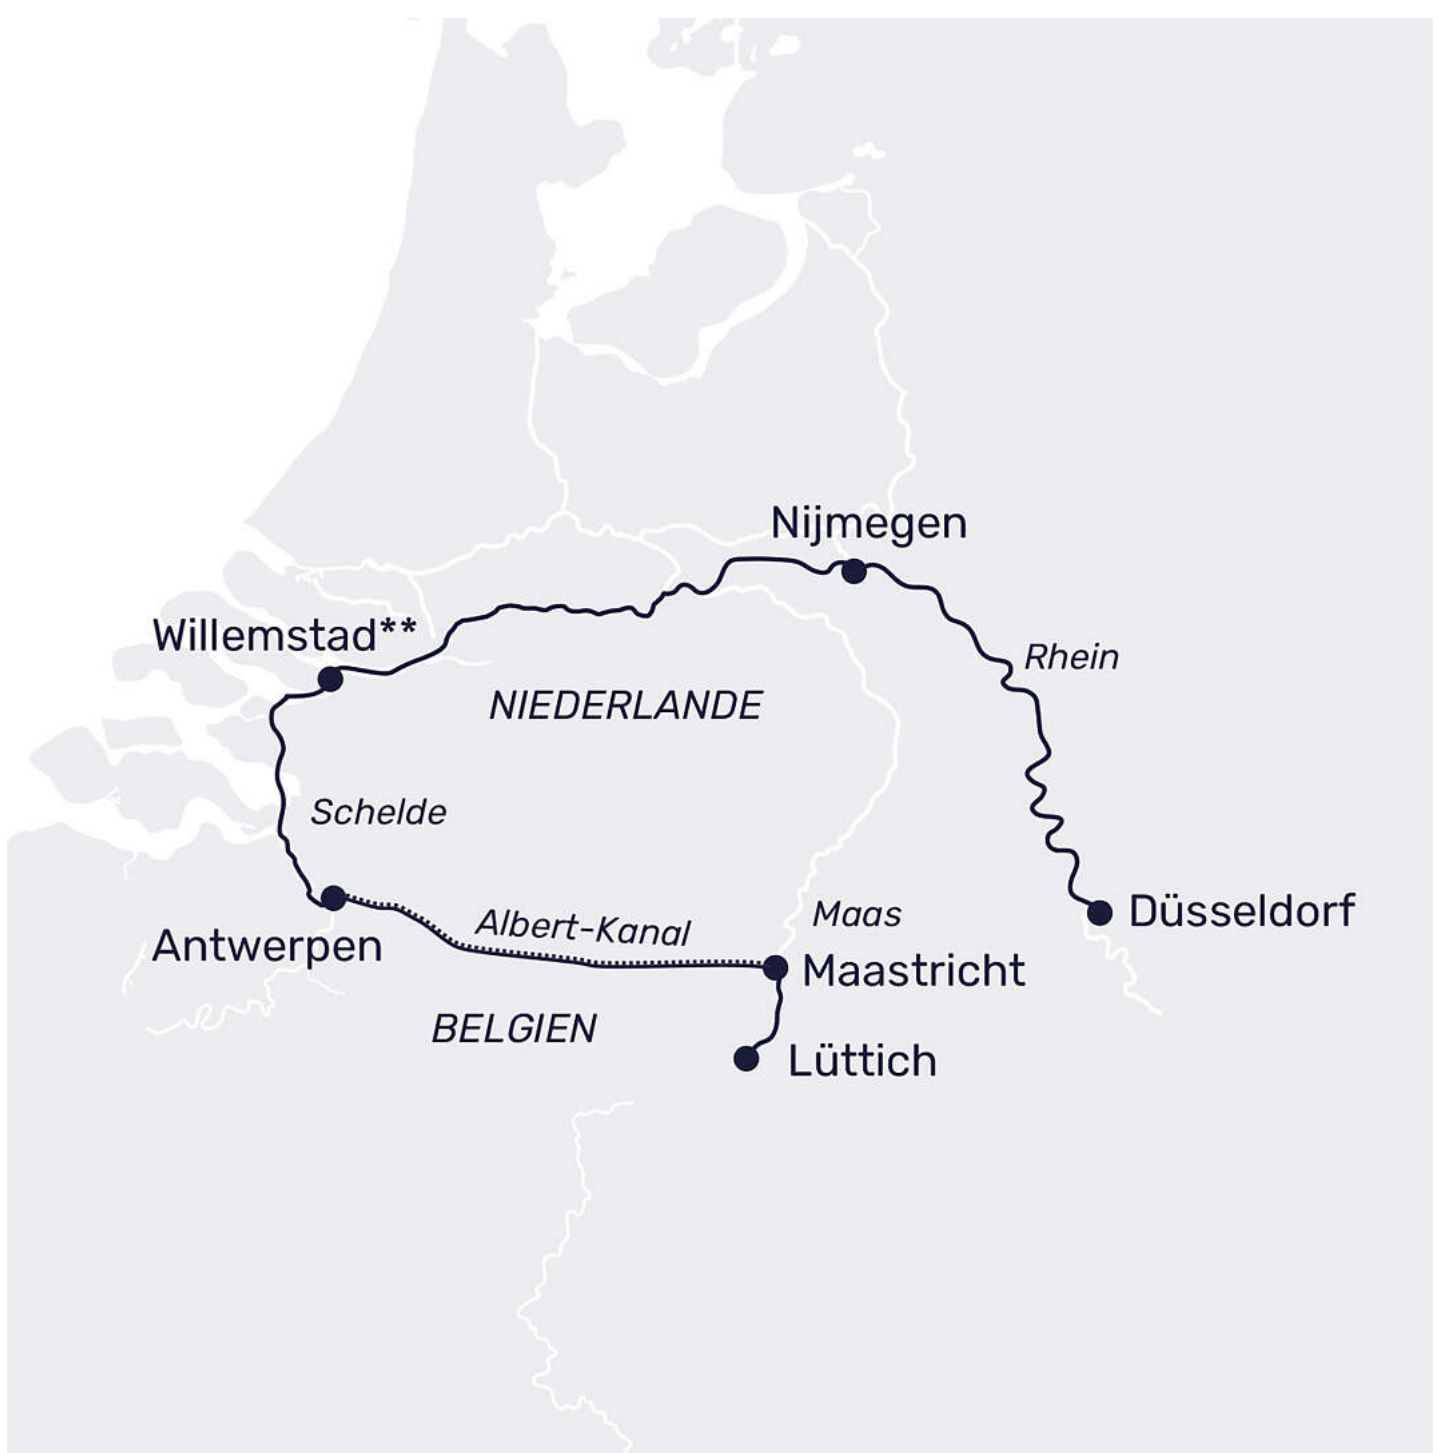 Nijmegen
Willemstad**
Rhein
NIEDERLANDE
Schelde
Düsseldorf
Maas
Albert-Kanal
Antwerpen
Maastricht
BELGIEN
Lüttich